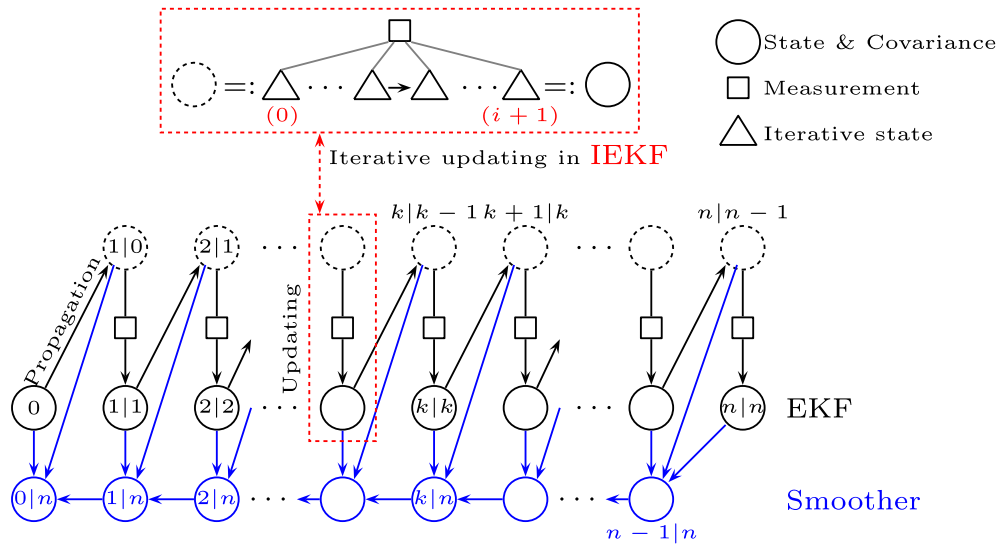 State & Covariance
=: · · · · · · =:
Measurement
(0) (i + 1)
Iterative state
Iterative updating in IEKF
k|k − 1 k + 1|k n|n − 1
1|0 2|1 · · · · · ·
Propagation
Updating
0 1|1 2|2 · · · k|k · · · n|n EKF
0|n 1|n 2|n · · · k|n · · · Smoother
n − 1|n